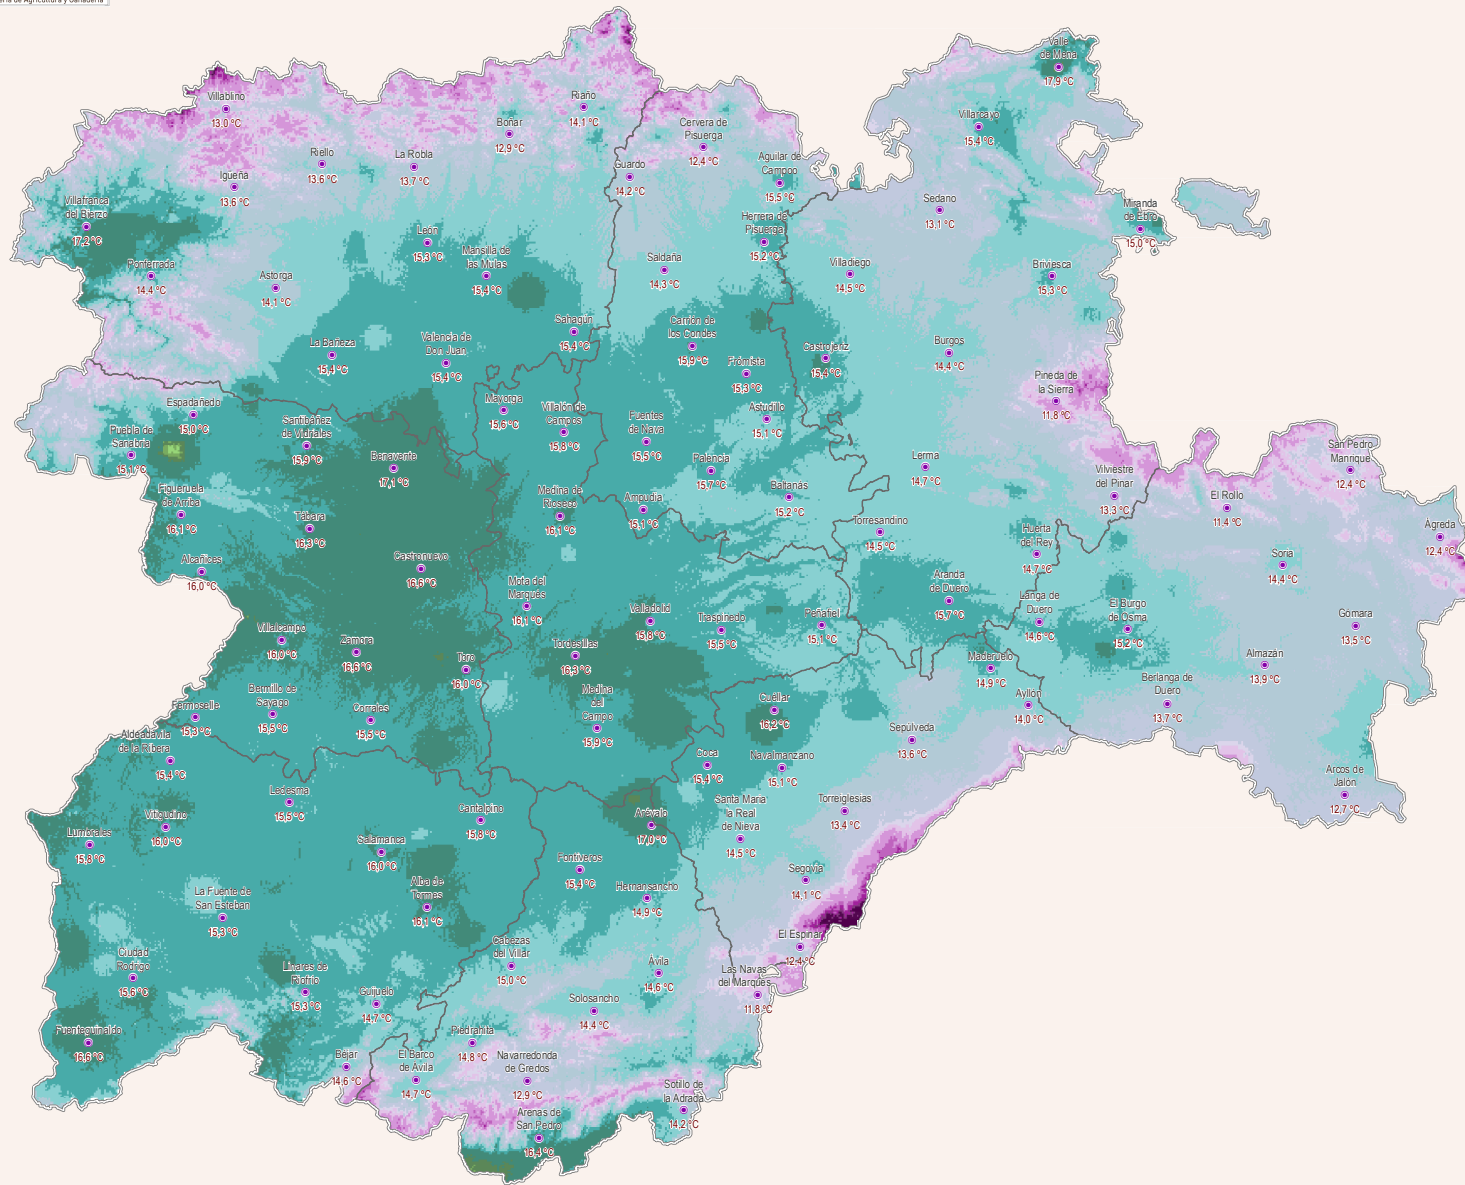 ería de Agricultura y Ganadería
Valle
de Mena
17,9 °C
Villablino
13,0 °C
Riaño
14,1 °C
Boñar
12,9 °C
Cervera de
Pisuerga
12,4 °C
Villarcayo
15,4 °C
Riello
13,6 °C
La Robla
13,7 °C
Guardo
14,2 °C
Aguilar de
Campoo
15,5 °C
Igüeña
13,6 °C
Villafranca
del Bierzo
17,2 °C
Sedano
13,1 °C
Miranda
de Ebro
15,0 °C
León
15,3 °C
Herrera de
Pisuerga
15,2 °C
Ponferrada
14,4 °C
Astorga
14,1 °C
Mansilla de
las Mulas
15,4 °C
Saldaña
14,3 °C
Villadiego
14,5 °C
Briviesca
15,3 °C
Sahagún
15,4 °C
Carrión de
los Condes
15,9 °C
La Bañeza
15,4 °C
Valencia de
Don Juan
15,4 °C
Castrojeriz
15,4 °C
Burgos
14,4 °C
Frómista
15,3 °C
Pineda de
la Sierra
11,8 °C
Espadañedo
15,0 °C
Mayorga
15,6 °C
Villalón de
Campos
15,8 °C
Astudillo
15,1 °C
Puebla de
Sanabria
15,1 °C
Santibáñez
de Vidriales
15,9 °C
Fuentes
de Nava
15,5 °C
Benavente
17,1 °C
Palencia
15,7 °C
Lerma
14,7 °C
San Pedro
Manrique
12,4 °C
Vilviestre
del Pinar
13,3 °C
Figueruela
de Arriba
16,1 °C
Medina de
Rioseco
16,1 °C
Ampudia
15,1 °C
Baltanás
15,2 °C
El Rollo
11,4 °C
Tábara
16,3 °C
Torresandino
14,5 °C
Huerta
del Rey
14,7 °C
Ágreda
12,4 °C
Alcañices
16,0 °C
Castronuevo
16,6 °C
Soria
14,4 °C
Mota del
Marqués
16,1 °C
Aranda
de Duero
15,7 °C
Villalcampo
16,0 °C
Valladolid
15,8 °C
Traspinedo
15,5 °C
Peñafiel
15,1 °C
Langa de
Duero
14,6 °C
El Burgo
de Osma
15,2 °C
Gómara
13,5 °C
Zamora
16,6 °C
Toro
16,0 °C
Tordesillas
16,3 °C
Maderuelo
14,9 °C
Almazán
13,9 °C
Fermoselle
15,3 °C
Bermillo de
Sayago
15,5 °C
Corrales
15,5 °C
Medina
del
Campo
15,9 °C
Cuéllar
16,2 °C
Ayllón
14,0 °C
Berlanga de
Duero
13,7 °C
Aldeadávila
de la Ribera
15,4 °C
Sepúlveda
13,6 °C
Coca
15,4 °C
Navalmanzano
15,1 °C
Arcos de
Jalón
12,7 °C
Ledesma
15,5 °C
Vitigudino
16,0 °C
Cantalpino
15,8 °C
Arévalo
17,0 °C
Santa María
la Real
de Nieva
14,5 °C
Torreiglesias
13,4 °C
Lumbrales
15,8 °C
Salamanca
16,0 °C
Fontiveros
15,4 °C
Segovia
14,1 °C
Alba de
Tormes
16,1 °C
Hernansancho
14,9 °C
La Fuente de
San Esteban
15,3 °C
El Espinar
12,4 °C
Cabezas
del Villar
15,0 °C
Ciudad
Rodrigo
15,6 °C
Linares de
Riofrío
15,3 °C
Ávila
14,6 °C
Las Navas
del Marqués
11,8 °C
Guijuelo
14,7 °C
Solosancho
14,4 °C
Fuenteguinaldo
16,6 °C
Piedrahíta
14,8 °C
Béjar
14,6 °C
El Barco
de Ávila
14,7 °C
Navarredonda
de Gredos
12,9 °C
Sotillo de
la Adrada
14,2 °C
Arenas de
San Pedro
16,4 °C